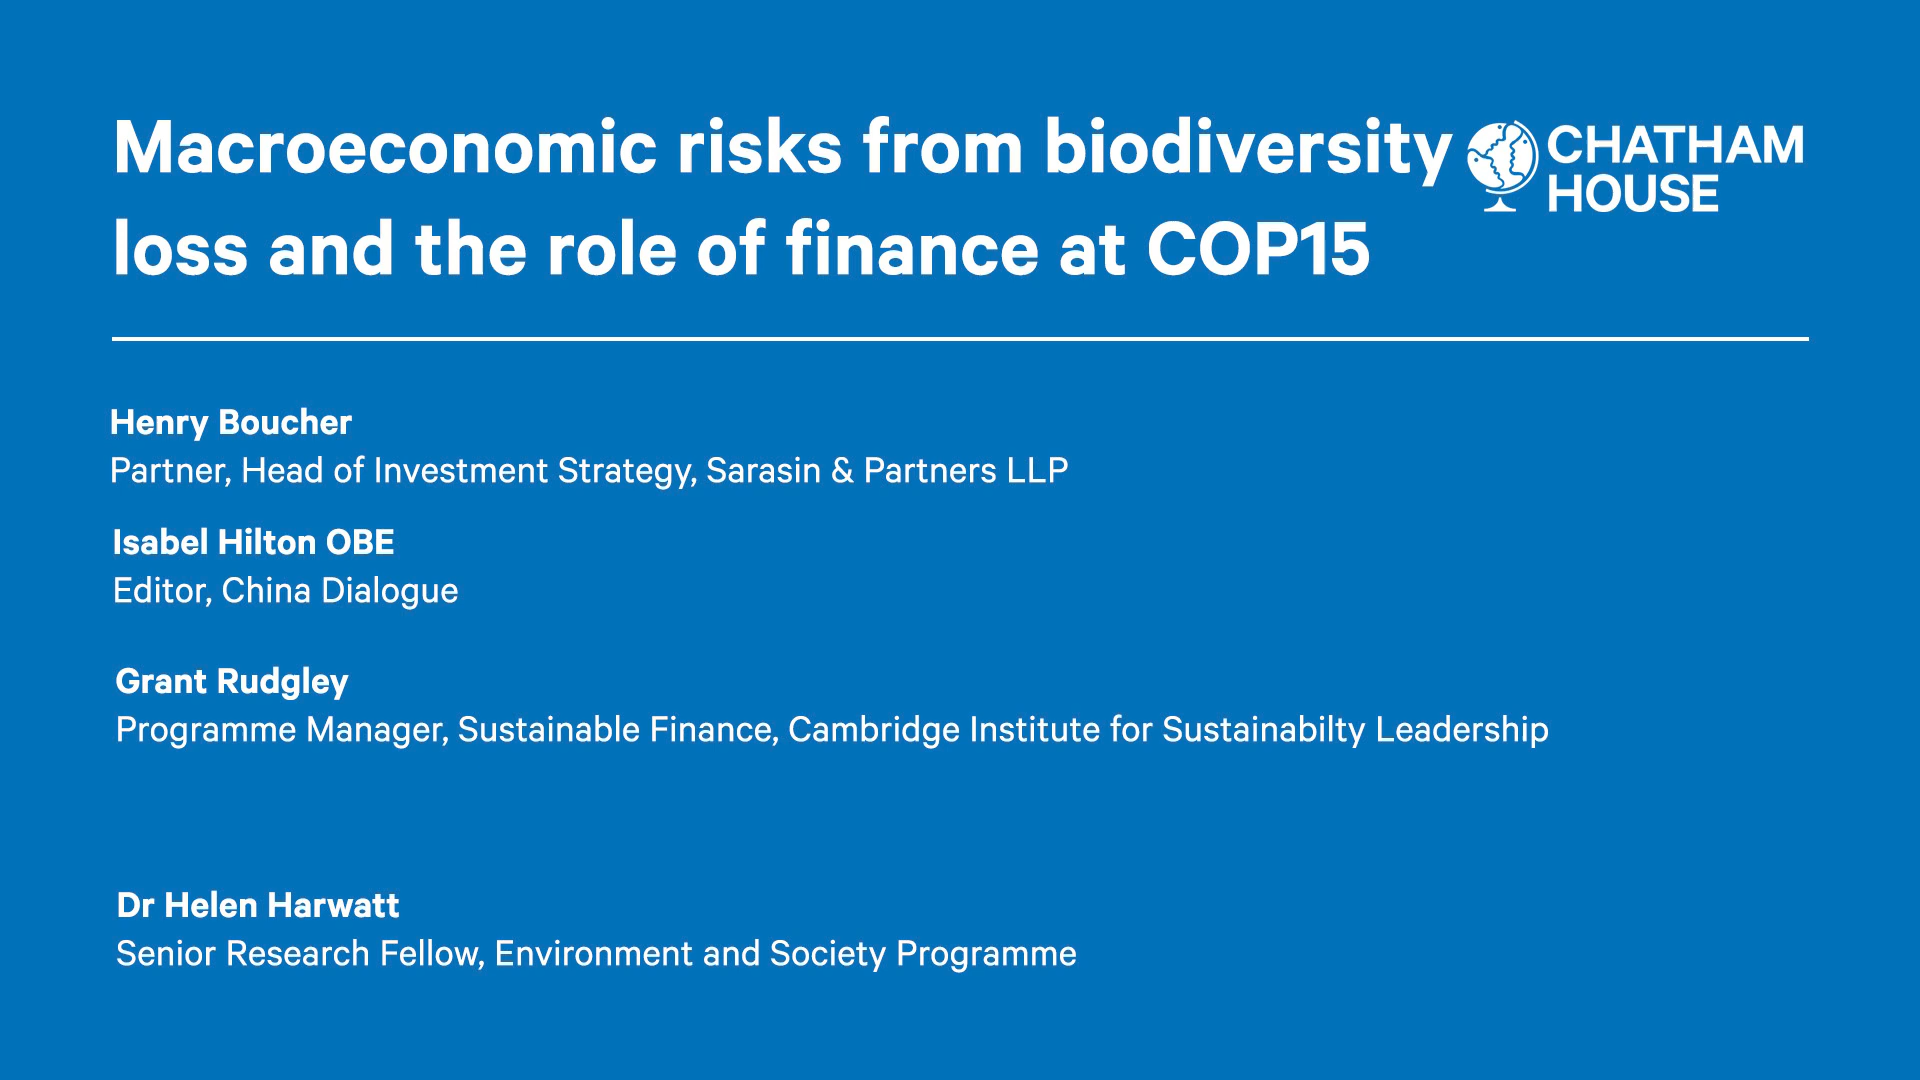 Macroeconomic risks from biodiversity
loss and the role of finance at COP15
CHATHAM
HOUSE
Henry Boucher
Partner, Head of Investment Strategy, Sarasin & Partners LLP
Isabel Hilton OBE
Editor, China Dialogue
Grant Rudgley
Programme Manager, Sustainable Finance, Cambridge Institute for Sustainabilty Leadership
Dr Helen Harwatt
Senior Research Fellow, Environment and Society Programme